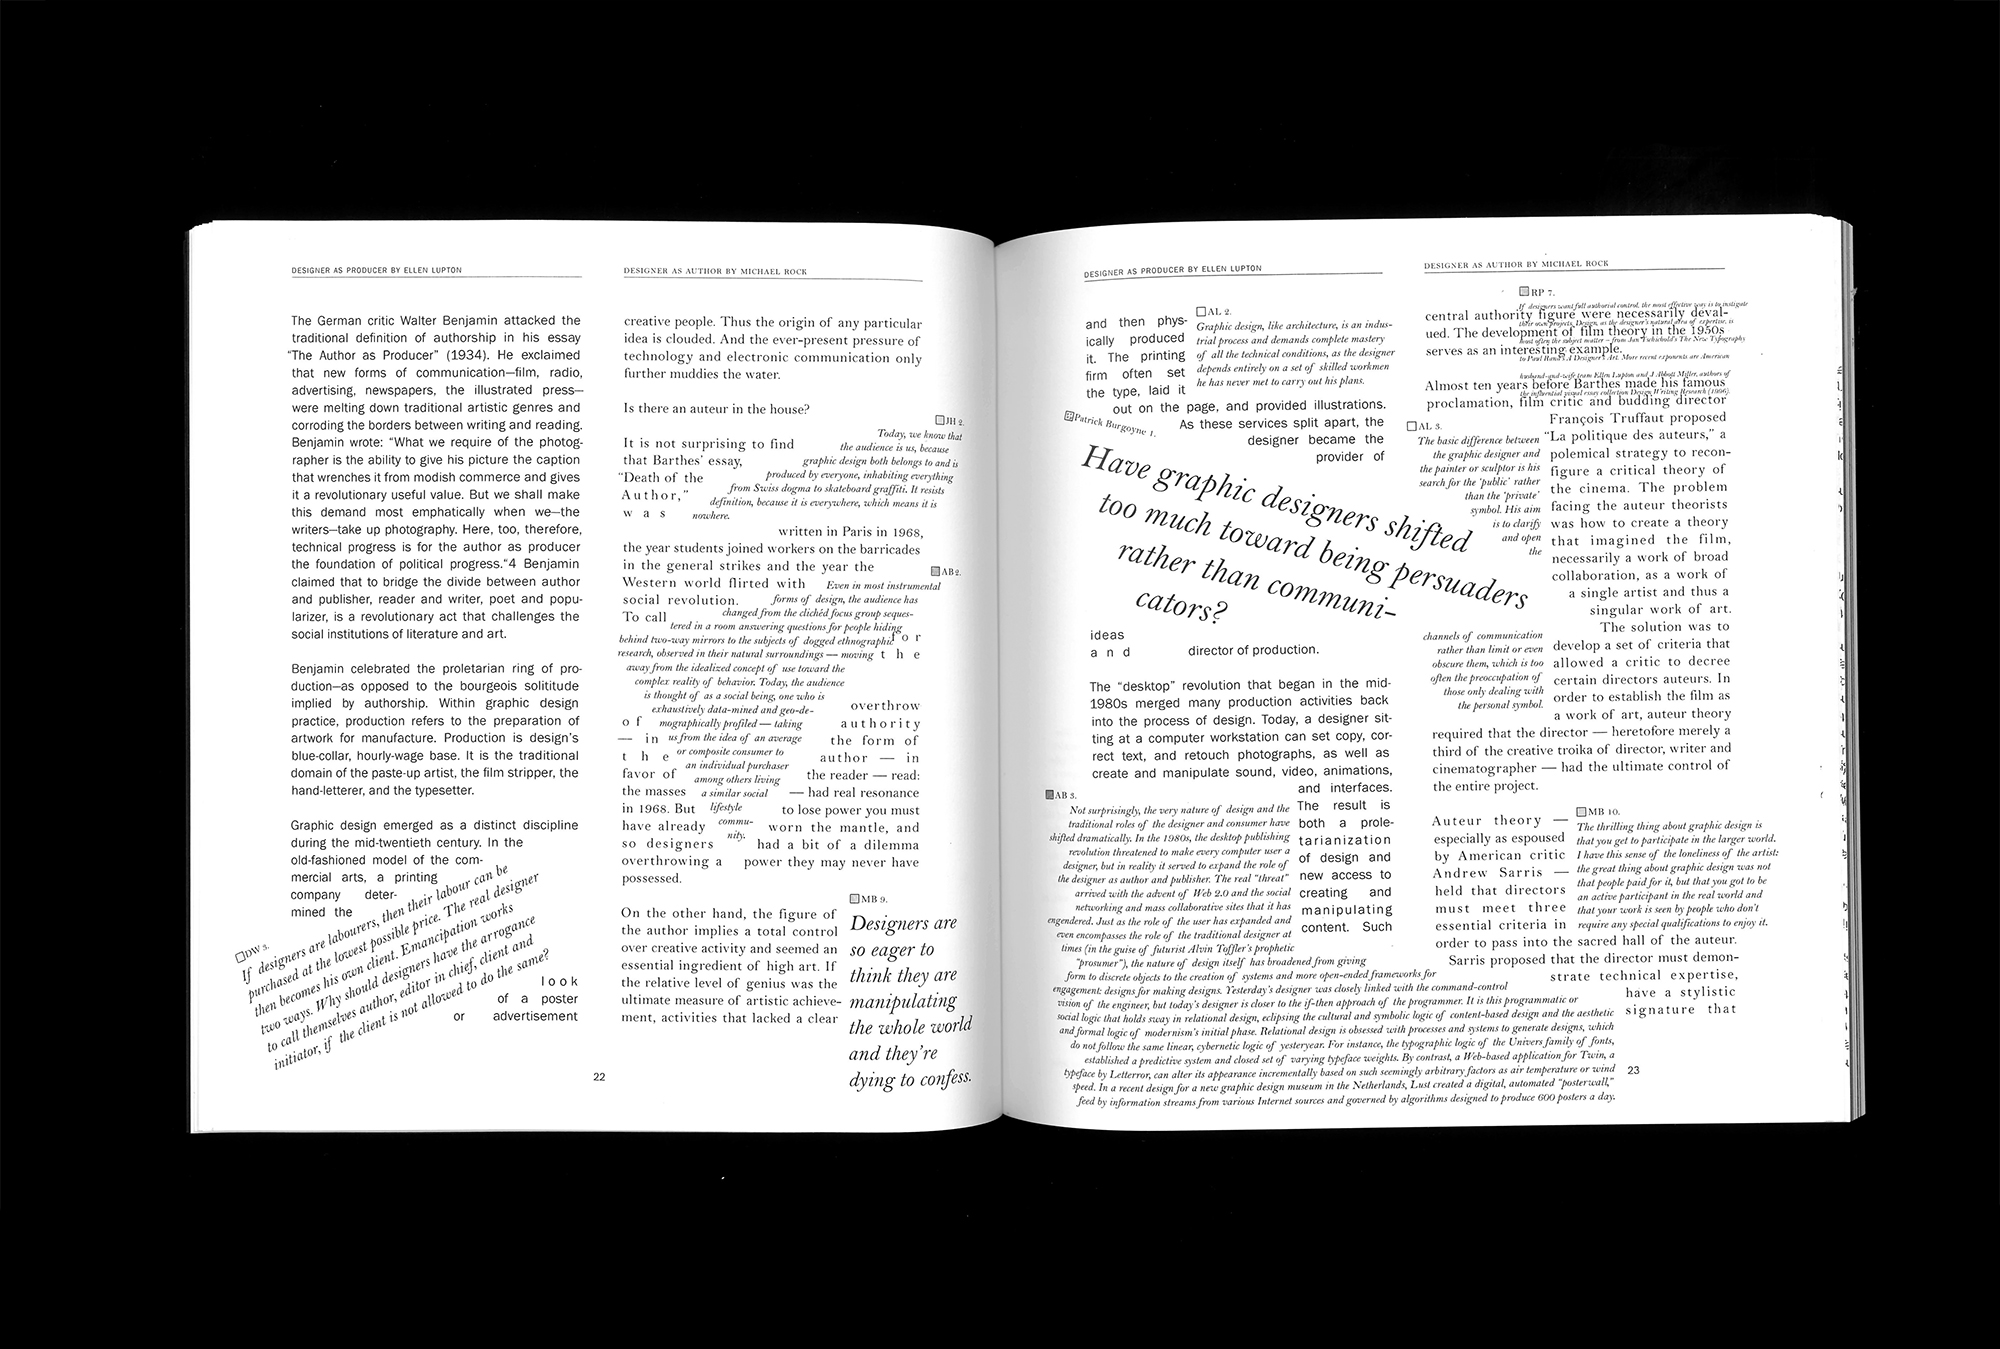 DESIGNER AS PRODUCER BY ELLEN LUPTON
The German critic Walter Benjamin attacked the
traditional definition of authorship in his essay
“The Author as Producer” (1934). He exclaimed
that new forms of communication—film, radio,
advertising, newspapers, the illustrated press—
were melting down traditional artistic genres and
corroding the borders between writing and reading.
Benjamin wrote: “What we require of the photog-
rapher is the ability to give his picture the caption
that wrenches it from modish commerce and gives
it a revolutionary useful value. But we shall make
this demand most emphatically when we—the
writers—take up photography. Here, too, therefore,
technical progress is for the author as producer
the foundation of political progress.“4 Benjamin
claimed that to bridge the divide between author
and publisher, reader and writer, poet and popu-
larizer, is a revolutionary act that challenges the
social institutions of literature and art.
Benjamin celebrated the proletarian ring of pro-
duction—as opposed to the bourgeois solititude
implied by authorship. Within graphic design
practice, production refers to the preparation of
artwork for manufacture. Production is design’s
blue-collar, hourly-wage base. It is the traditional
domain of the paste-up artist, the film stripper, the
hand-letterer, and the typesetter.
Graphic design emerged as a distinct discipline
during the mid-twentieth century. In the
old-fashioned model of the com-
mercial arts, a printing
company deter-
mined the
look
of a poster
or advertisement
DW 3.
If designers are labourers, then their labour can be
purchased at the lowest possible price. The real designer
then becomes his own client. Emancipation works
two ways. Why should designers have the arrogance
to call themselves author, editor in chief, client and
initiator, if the client is not allowed to do the same?
DESIGNER AS AUTHOR BY MICHAEL ROCK
creative people. Thus the origin of any particular
idea is clouded. And the ever-present pressure of
technology and electronic communication only
further muddies the water.
Is there an auteur in the house?
It is not surprising to find
that Barthes’ essay,
“Death of the
Author,”
was
written in Paris in 1968,
the year students joined workers on the barricades
in the general strikes and the year the
Western world flirted with
social revolution.
To call
for
the
overthrow
of authority
— in the form of
the author — in
favor of the reader — read:
the masses — had real resonance
in 1968. But to lose power you must
have already worn the mantle, and
so designers had a bit of a dilemma
overthrowing a power they may never have
possessed.
On the other hand, the figure of
the author implies a total control
over creative activity and seemed an
essential ingredient of high art. If
the relative level of genius was the
ultimate measure of artistic achieve-
ment, activities that lacked a clear
JH 2.
Today, we know that
the audience is us, because
graphic design both belongs to and is
produced by everyone, inhabiting everything
from Swiss dogma to skateboard graffiti. It resists
definition, because it is everywhere, which means it is
nowhere.
AB2.
Even in most instrumental
forms of design, the audience has
changed from the clichéd focus group seques-
tered in a room answering questions for people hiding
behind two-way mirrors to the subjects of dogged ethnographic
research, observed in their natural surroundings — moving
away from the idealized concept of use toward the
complex reality of behavior. Today, the audience
is thought of as a social being, one who is
exhaustively data-mined and geo-de-
mographically profiled — taking
us from the idea of an average
or composite consumer to
an individual purchaser
among others living
a similar social
lifestyle
commu-
nity.
MB 9.
Designers are
so eager to
think they are
manipulating
the whole world
and they’re
dying to confess.
22
DESIGNER AS PRODUCER BY ELLEN LUPTON
and then phys-
ically produced
it. The printing
firm often set
the type, laid it
out on the page, and provided illustrations.
As these services split apart, the
designer became the
provider of
ideas
and director of production.
The “desktop” revolution that began in the mid-
1980s merged many production activities back
into the process of design. Today, a designer sit-
ting at a computer workstation can set copy, cor-
rect text, and retouch photographs, as well as
create and manipulate sound, video, animations,
and interfaces.
The result is
both a prole-
tarianization
of design and
new access to
creating and
manipulating
content. Such
AL 2.
Graphic design, like architecture, is an indus-
trial process and demands complete mastery
of all the technical conditions, as the designer
depends entirely on a set of skilled workmen
he has never met to carry out his plans.
Patrick Burgoyne 1.
Have graphic designers shifted
too much toward being persuaders
rather than communi-
cators?
AB 3.
Not surprisingly, the very nature of design and the
traditional roles of the designer and consumer have
shifted dramatically. In the 1980s, the desktop publishing
revolution threatened to make every computer user a
designer, but in reality it served to expand the role of
the designer as author and publisher. The real “threat”
arrived with the advent of Web 2.0 and the social
networking and mass collaborative sites that it has
engendered. Just as the role of the user has expanded and
even encompasses the role of the traditional designer at
times (in the guise of futurist Alvin Toffler’s prophetic
“prosumer”), the nature of design itself has broadened from giving
form to discrete objects to the creation of systems and more open-ended frameworks for
engagement: designs for making designs. Yesterday’s designer was closely linked with the command-control
vision of the engineer, but today’s designer is closer to the if-then approach of the programmer. It is this programmatic or
social logic that holds sway in relational design, eclipsing the cultural and symbolic logic of content-based design and the aesthetic
and formal logic of modernism’s initial phase. Relational design is obsessed with processes and systems to generate designs, which
do not follow the same linear, cybernetic logic of yesteryear. For instance, the typographic logic of the Univers family of fonts,
established a predictive system and closed set of varying typeface weights. By contrast, a Web-based application for Twin, a
typeface by Letterror, can alter its appearance incrementally based on such seemingly arbitrary factors as air temperature or wind
speed. In a recent design for a new graphic design museum in the Netherlands, Lust created a digital, automated “posterwall,”
feed by information streams from various Internet sources and governed by algorithms designed to produce 600 posters a day.
DESIGNER AS AUTHOR BY MICHAEL ROCK
RP 7.
If designers want full authorial control, the most effective way is to instigate
their own projects. Design, as the designer’s natural area of expertise, is
most often the subject matter – from Jan Tschichold’s The New Typography
to Paul Rand’s A Designer’s Art. More recent exponents are American
husband-and-wife team Ellen Lupton and J Abbott Miller, authors of
the influential visual essay collection Design Writing Research (1996).
central authority figure were necessarily deval-
ued. The development of film theory in the 1950s
serves as an interesting example.
Almost ten years before Barthes made his famous
proclamation, film critic and budding director
François Truffaut proposed
“La politique des auteurs,” a
polemical strategy to recon-
figure a critical theory of
the cinema. The problem
facing the auteur theorists
was how to create a theory
that imagined the film,
necessarily a work of broad
collaboration, as a work of
a single artist and thus a
singular work of art.
The solution was to
develop a set of criteria that
allowed a critic to decree
certain directors auteurs. In
order to establish the film as
a work of art, auteur theory
required that the director — heretofore merely a
third of the creative troika of director, writer and
cinematographer — had the ultimate control of
the entire project.
Auteur theory —
especially as espoused
by American critic
Andrew Sarris —
held that directors
must meet three
essential criteria in
order to pass into the sacred hall of the auteur.
Sarris proposed that the director must demon-
strate technical expertise,
have a stylistic
signature that
AL 3.
The basic difference between
the graphic designer and
the painter or sculptor is his
search for the ‘public’ rather
than the ‘private’
symbol. His aim
is to clarify
and open
the
channels of communication
rather than limit or even
obscure them, which is too
often the preoccupation of
those only dealing with
the personal symbol.
MB 10.
The thrilling thing about graphic design is
that you get to participate in the larger world.
I have this sense of the loneliness of the artist:
the great thing about graphic design was not
that people paid for it, but that you got to be
an active participant in the real world and
that your work is seen by people who don’t
require any special qualifications to enjoy it.
23